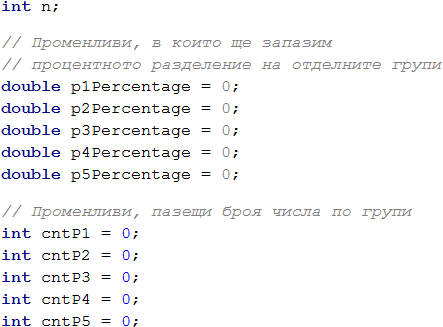 int n;
// Променливи, в които ще запазим
// процентното разделение на отделните групи
double p1Percentage = 0;
double p2Percentage = 0;
double p3Percentage = 0;
double p4Percentage = 0;
double p5Percentage = 0;
// Променливи, пазещи броя числа по групи
int cntP1 = 0;
int cntP2 = 0;
int cntP3 = 0;
int cntP4 = 0;
int cntP5 = 0;